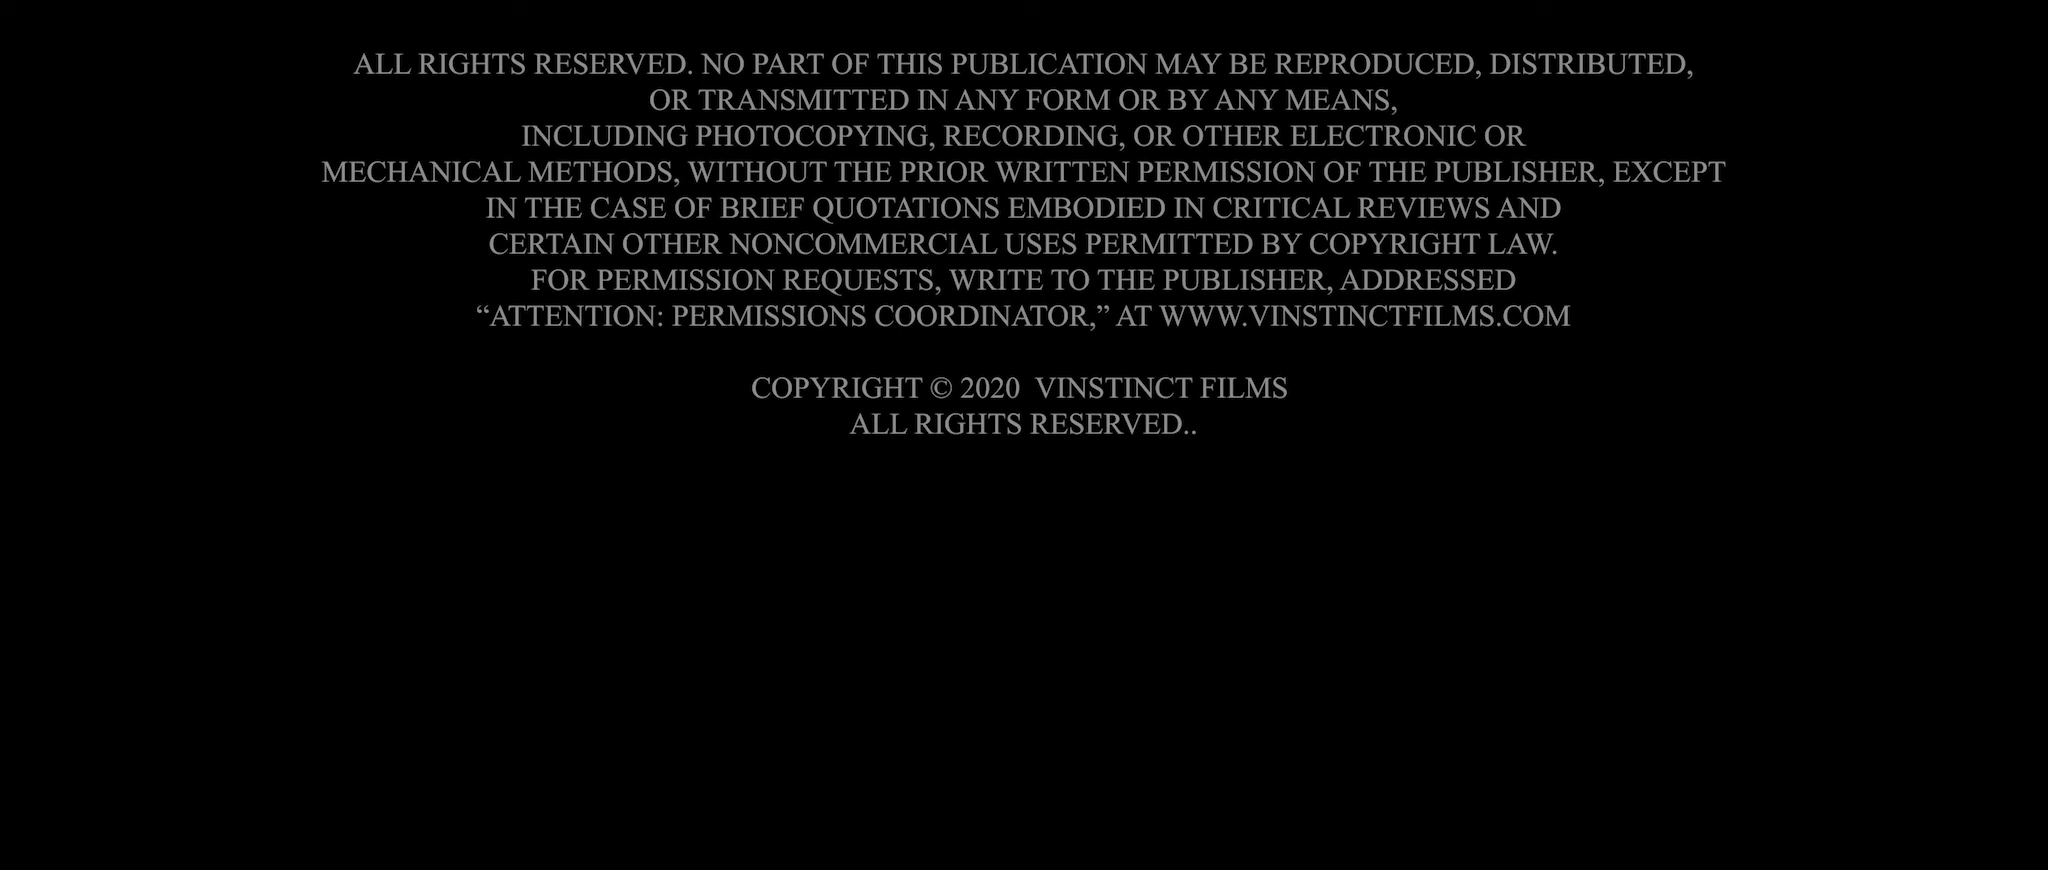 ALL RIGHTS RESERVED. NO PART OF THIS PUBLICATION MAY BE REPRODUCED, DISTRIBUTED,
OR TRANSMITTED IN ANY FORM OR BY ANY MEANS,
INCLUDING PHOTOCOPYING, RECORDING, OR OTHER ELECTRONIC OR
MECHANICAL METHODS, WITHOUT THE PRIOR WRITTEN PERMISSION OF THE PUBLISHER, EXCEPT
IN THE CASE OF BRIEF QUOTATIONS EMBODIED IN CRITICAL REVIEWS AND
CERTAIN OTHER NONCOMMERCIAL USES PERMITTED BY COPYRIGHT LAW.
FOR PERMISSION REQUESTS, WRITE TO THE PUBLISHER, ADDRESSED
“ATTENTION: PERMISSIONS COORDINATOR,” AT WWW.VINSTINCTFILMS.COM
COPYRIGHT © 2020  VINSTINCT FILMS
ALL RIGHTS RESERVED..